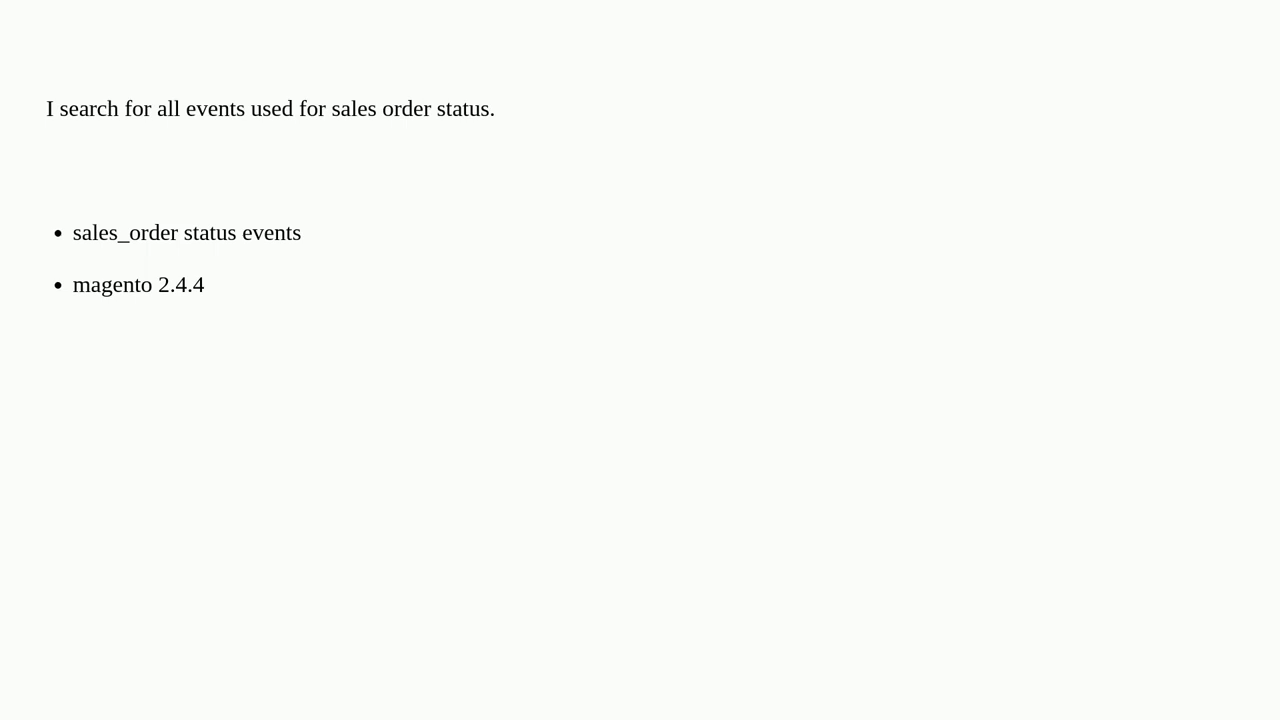 I search for all events used for sales order status.
• sales_order status events
• magento 2.4.4